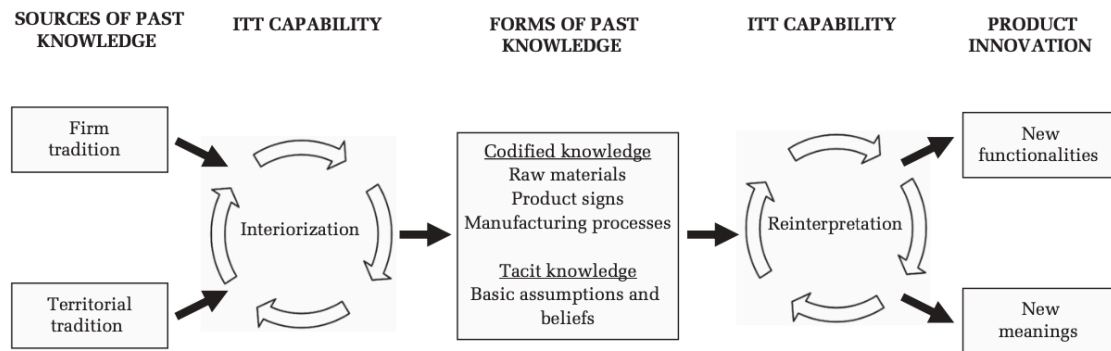 SOURCES OF PAST
KNOWLEDGE
ITT CAPABILITY
FORMS OF PAST
KNOWLEDGE
ITT CAPABILITY
PRODUCT
INNOVATION
Firm
tradition
Territorial
tradition
Interiorization
Codified knowledge
Raw materials
Product signs
Manufacturing processes
Tacit knowledge
Basic assumptions and
beliefs
Reinterpretation
New
functionalities
New
meanings